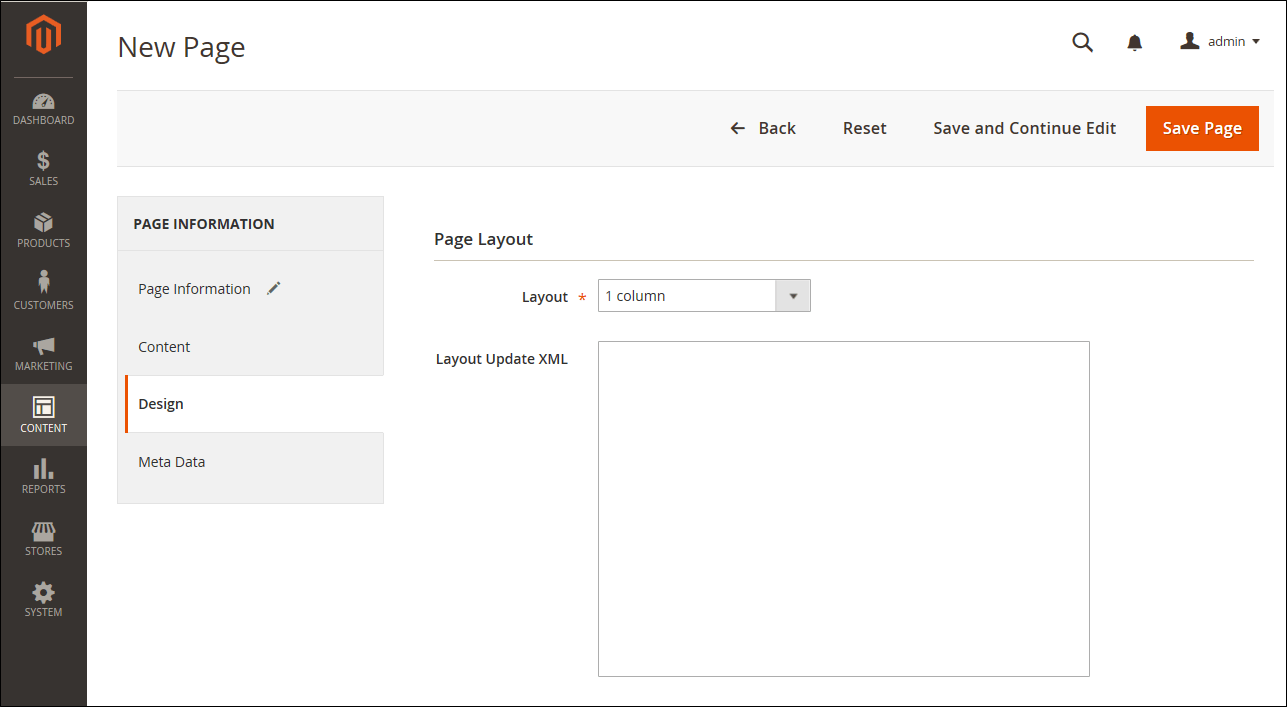 New Page
admin
DASHBOARD
SALES
PRODUCTS
CUSTOMERS
MARKETING
CONTENT
REPORTS
STORES
SYSTEM
Back Reset Save and Continue Edit Save Page
PAGE INFORMATION
Page Information
Content
Design
Meta Data
Page Layout
Layout * 1 column
Layout Update XML